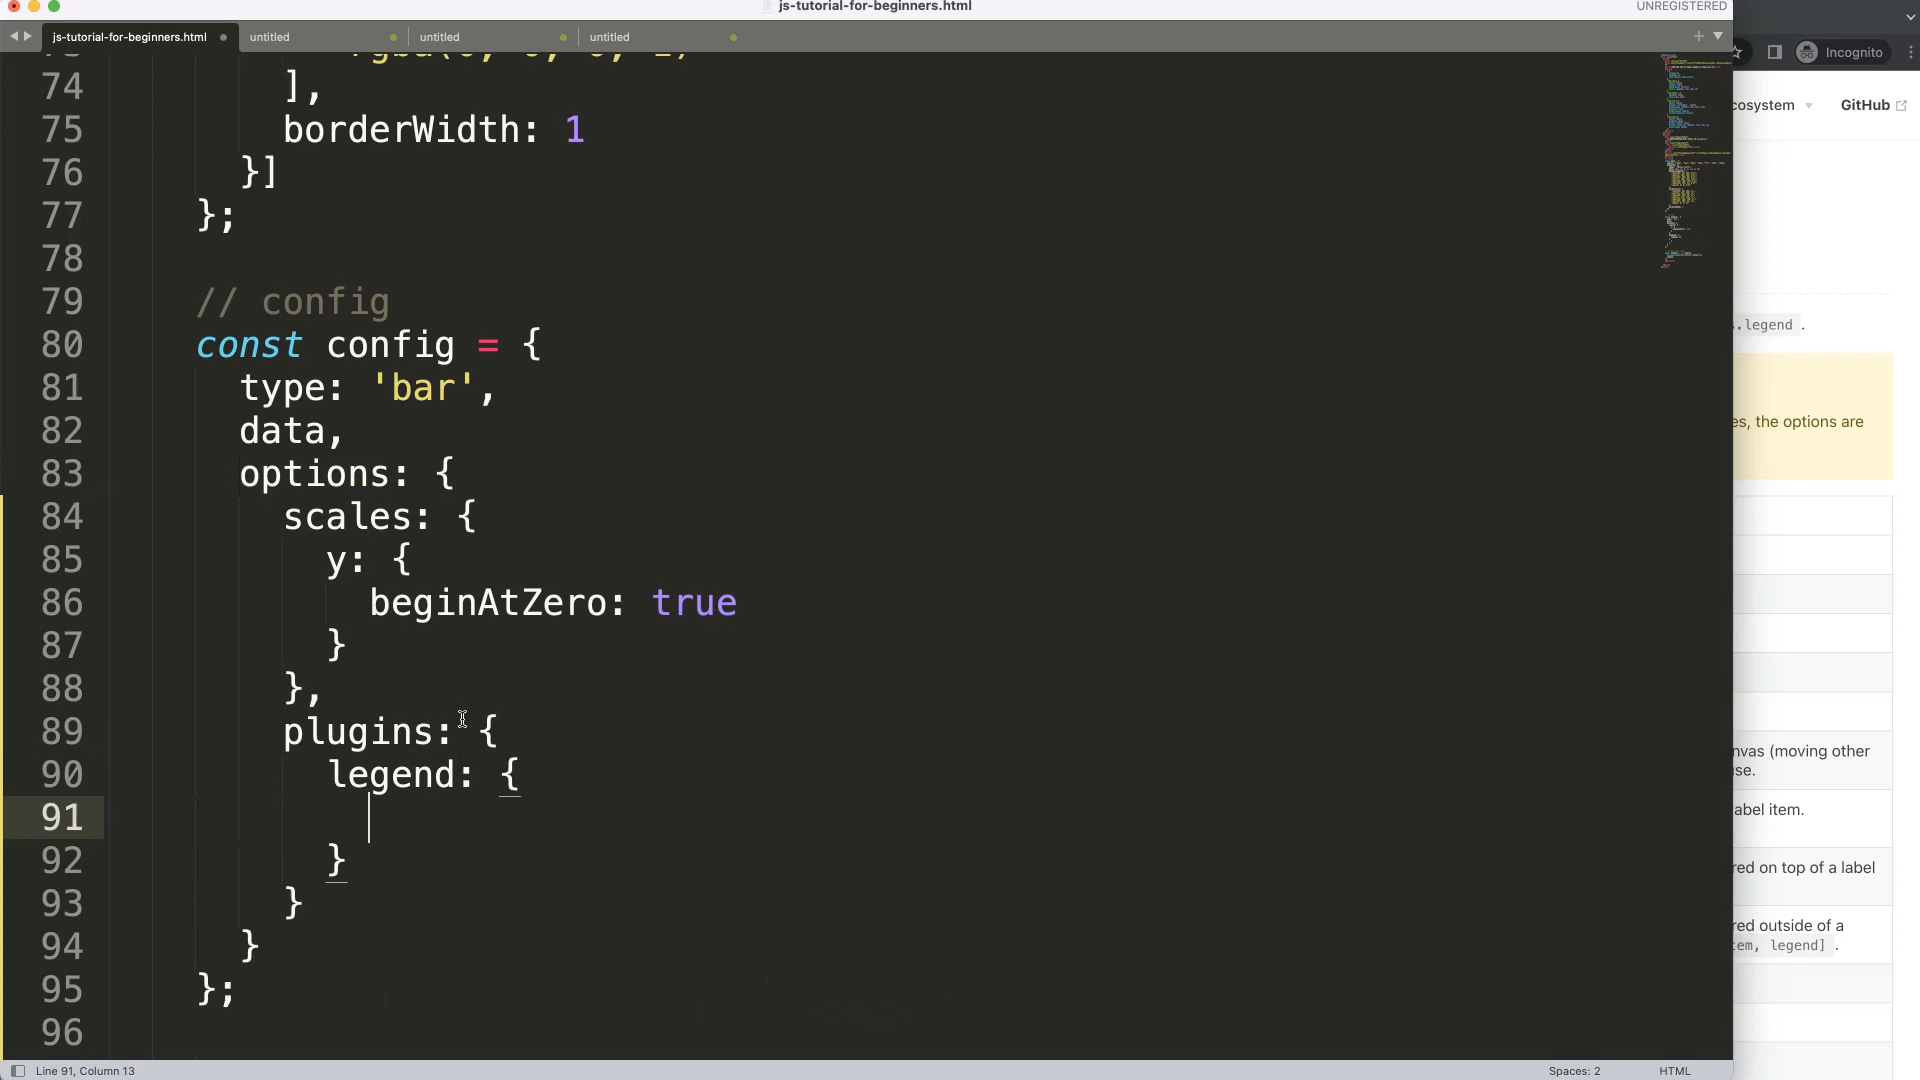 js-tutorial-for-beginners.html
UNREGISTERED
js-tutorial-for-beginners.html
untitled
untitled
untitled
Incognito
cosystem
GitHub
74 ],
75 borderWidth: 1
76 }]
77 };
78
79 // config
80 const config = {
81 type: 'bar',
82 data,
83 options: {
84 scales: {
85 y: {
86 beginAtZero: true
87 }
88 },
89 plugins: {
90 legend: {
91
92 }
93 }
94 }
95 };
96
.legend .
es, the options are
nvas (moving other
se.
abel item.
red on top of a label
red outside of a
em, legend] .
Line 91, Column 13
Spaces: 2
HTML